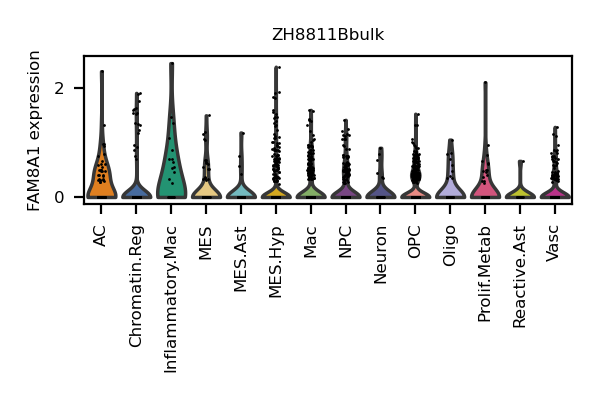 ZH8811Bbulk
FAM8A1 expression
2
0
AC
Chromatin.Reg
Inflammatory.Mac
MES
MES.Ast
MES.Hyp
Mac
NPC
Neuron
OPC
Oligo
Prolif.Metab
Reactive.Ast
Vasc